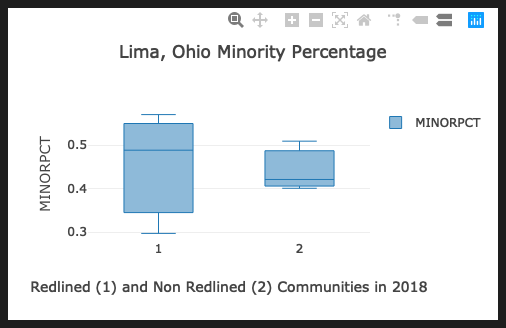 Lima, Ohio Minority Percentage
MINORPCT
0.5
0.4
0.3
MINORPCT
1
2
Redlined (1) and Non Redlined (2) Communities in 2018